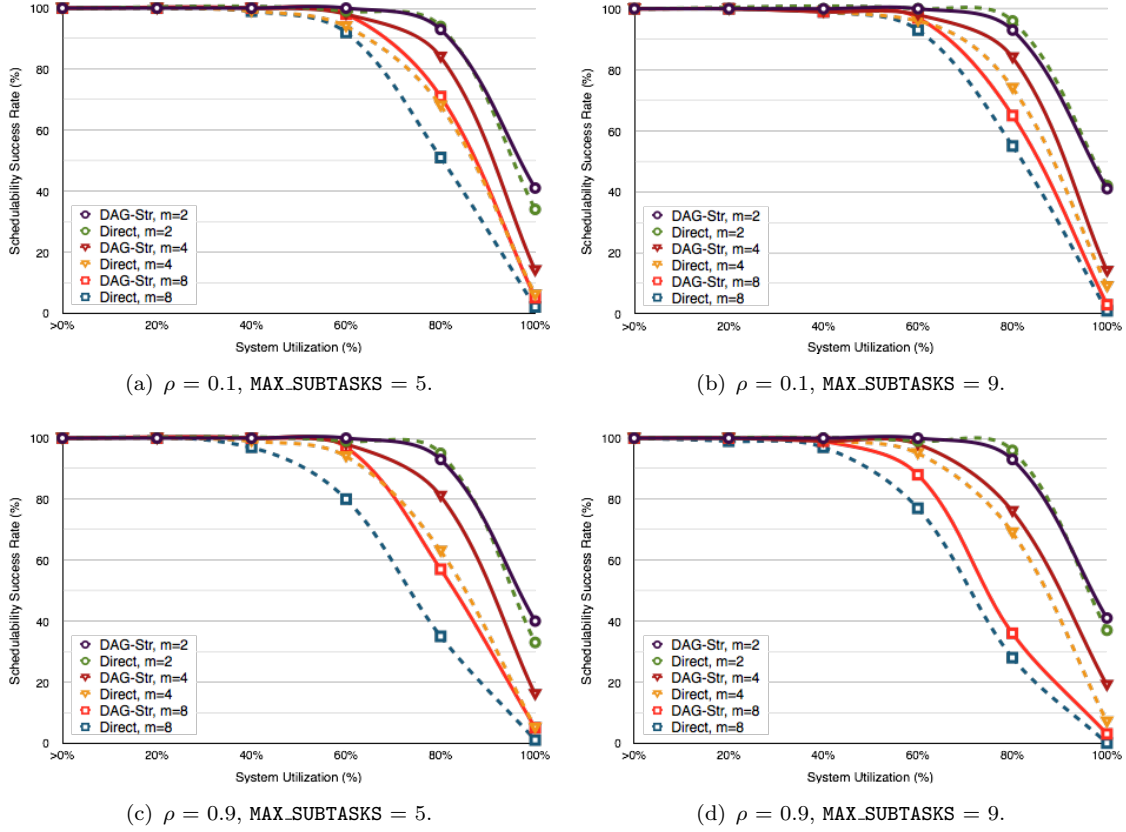 Schedulability Success Rate (%)
100
80
60
40
20
0
DAG-Str, m=2
Direct, m=2
DAG-Str, m=4
Direct, m=4
DAG-Str, m=8
Direct, m=8
>0% 20% 40% 60% 80% 100%
System Utilization (%)
(a) ρ = 0.1, MAX_SUBTASKS = 5.
Schedulability Success Rate (%)
100
80
60
40
20
0
DAG-Str, m=2
Direct, m=2
DAG-Str, m=4
Direct, m=4
DAG-Str, m=8
Direct, m=8
>0% 20% 40% 60% 80% 100%
System Utilization (%)
(b) ρ = 0.1, MAX_SUBTASKS = 9.
Schedulability Success Rate (%)
100
80
60
40
20
0
DAG-Str, m=2
Direct, m=2
DAG-Str, m=4
Direct, m=4
DAG-Str, m=8
Direct, m=8
>0% 20% 40% 60% 80% 100%
System Utilization (%)
(c) ρ = 0.9, MAX_SUBTASKS = 5.
Schedulability Success Rate (%)
100
80
60
40
20
0
DAG-Str, m=2
Direct, m=2
DAG-Str, m=4
Direct, m=4
DAG-Str, m=8
Direct, m=8
>0% 20% 40% 60% 80% 100%
System Utilization (%)
(d) ρ = 0.9, MAX_SUBTASKS = 9.